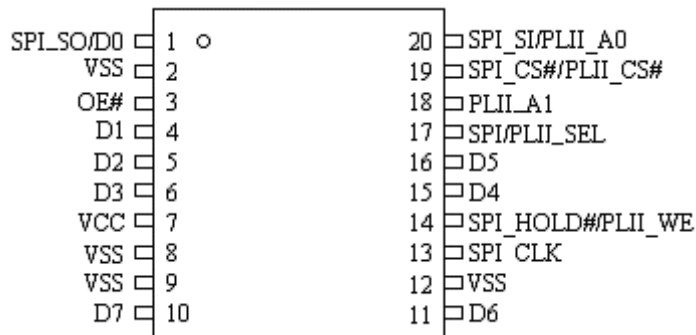 SPI_SO/D0 1 20 SPI_SI/PLII_A0
VSS 2 19 SPI_CS#/PLII_CS#
OE# 3 18 PLII_A1
D1 4 17 SPI/PLII_SEL
D2 5 16 D5
D3 6 15 D4
VCC 7 14 SPI_HOLD#/PLII_WE
VSS 8 13 SPI_CLK
VSS 9 12 VSS
D7 10 11 D6